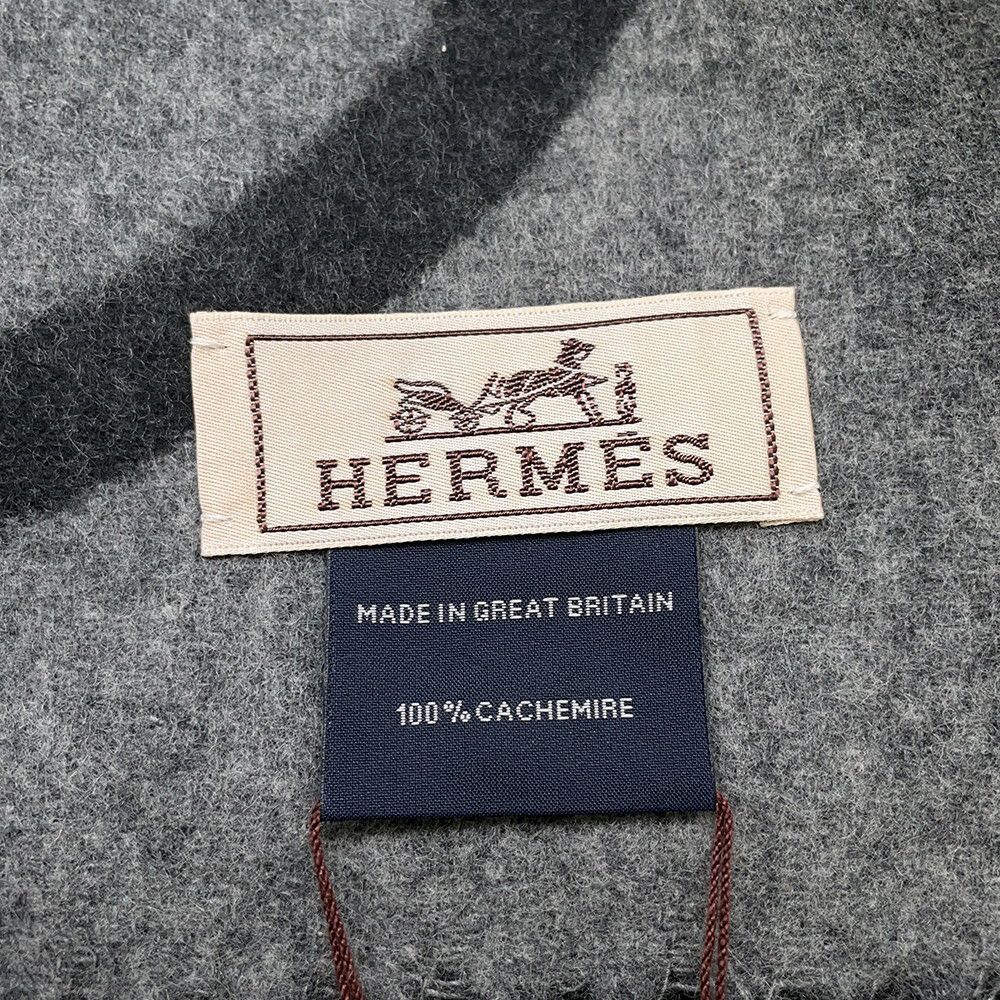 HERMÈS
MADE IN GREAT BRITAIN
100% CACHEMIRE